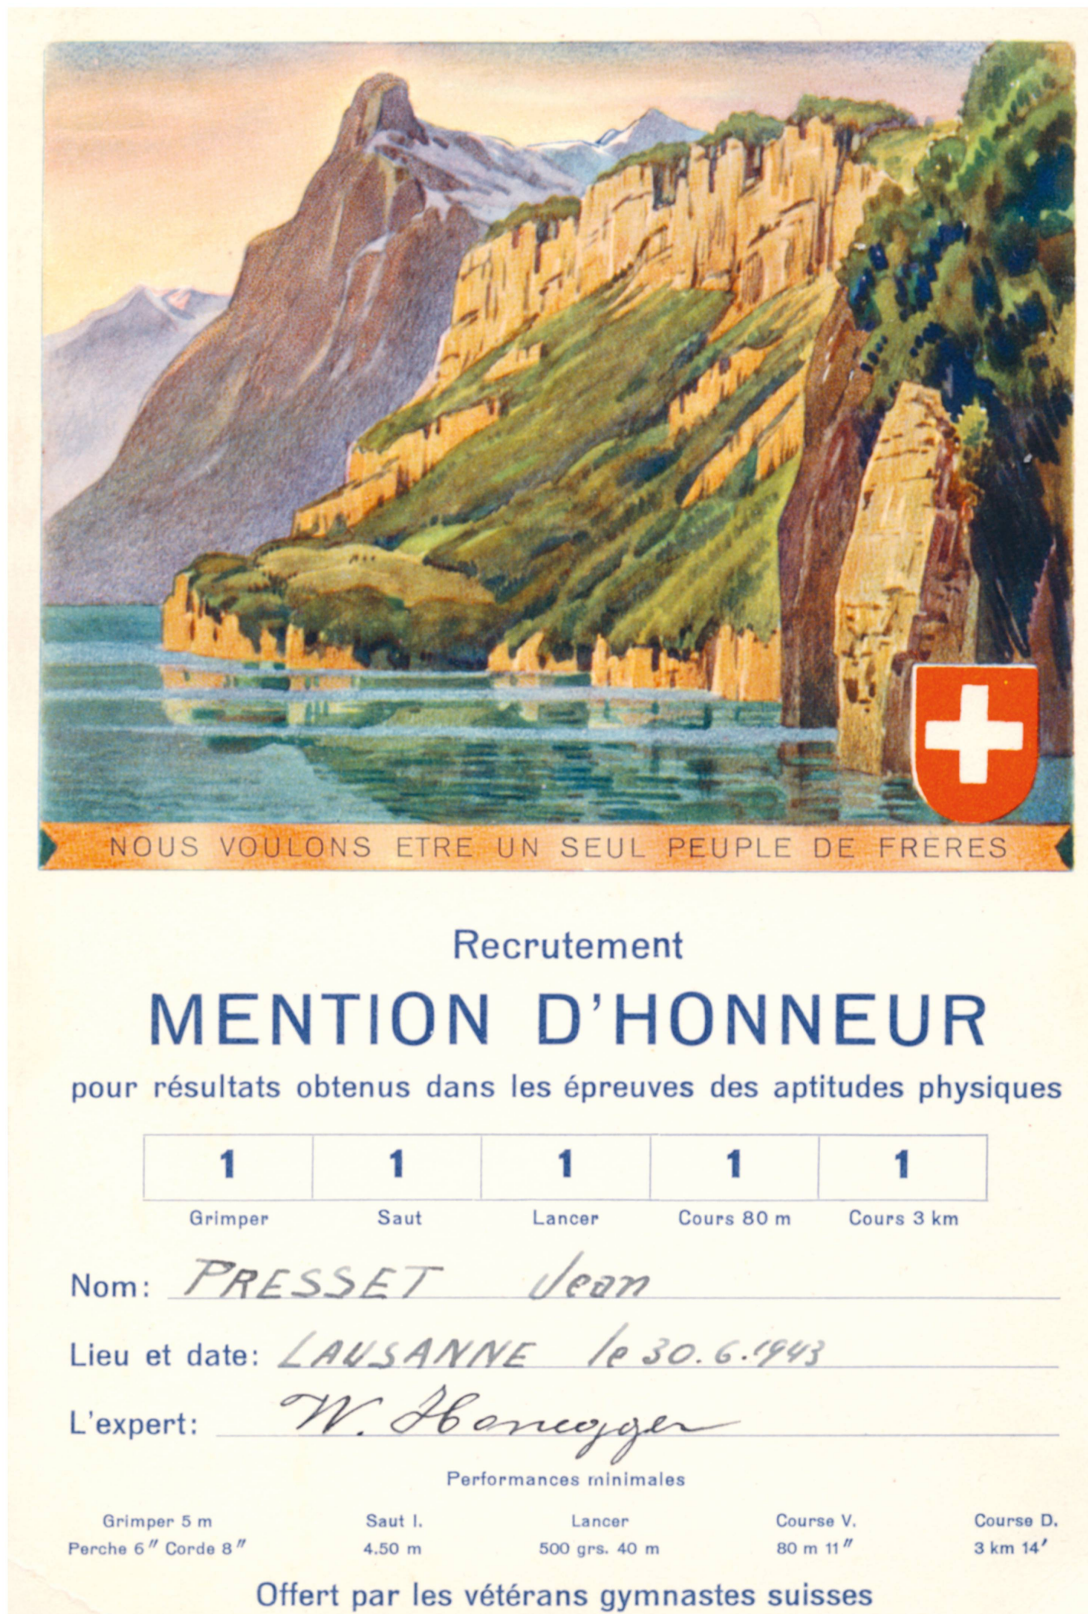 NOUS VOULONS ETRE UN SEUL PEUPLE DE FRERES
Recrutement
MENTION D'HONNEUR
pour résultats obtenus dans les épreuves des aptitudes physiques
1 1 1 1 1
Grimper Saut Lancer Cours 80 m Cours 3 km
Nom: PRESSET Jean
Lieu et date: LAUSANNE le 30.6.1943
L'expert: W. Honegger
Performances minimales
Grimper 5 m Saut l. Lancer Course V. Course D.
Perche 6″ Corde 8″ 4.50 m 500 grs. 40 m 80 m 11″ 3 km 14′
Offert par les vétérans gymnastes suisses